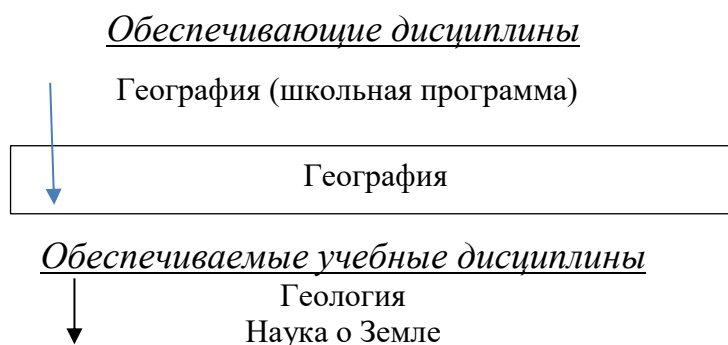 Обеспечивающие дисциплины
География (школьная программа)
География
Обеспечиваемые учебные дисциплины
Геология
Наука о Земле